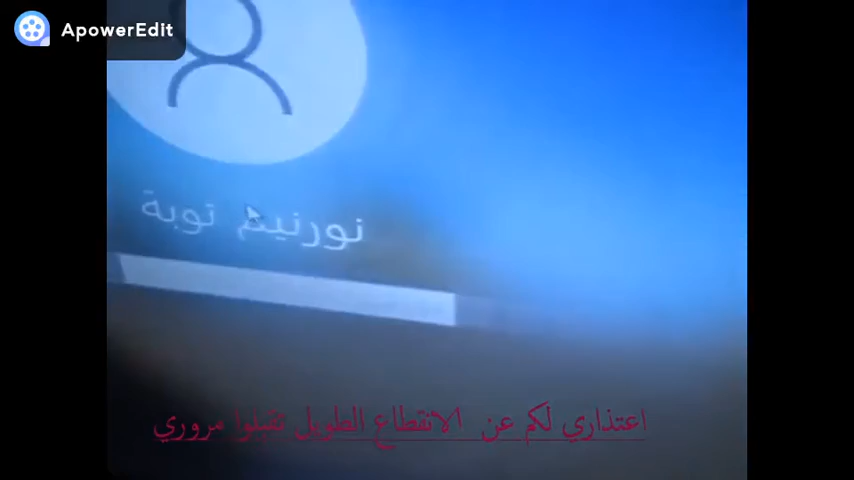 ApowerEdit
نورنيم توبة
اعتذاري لكم عن الانقطاع الطويل تقبلوا مروري